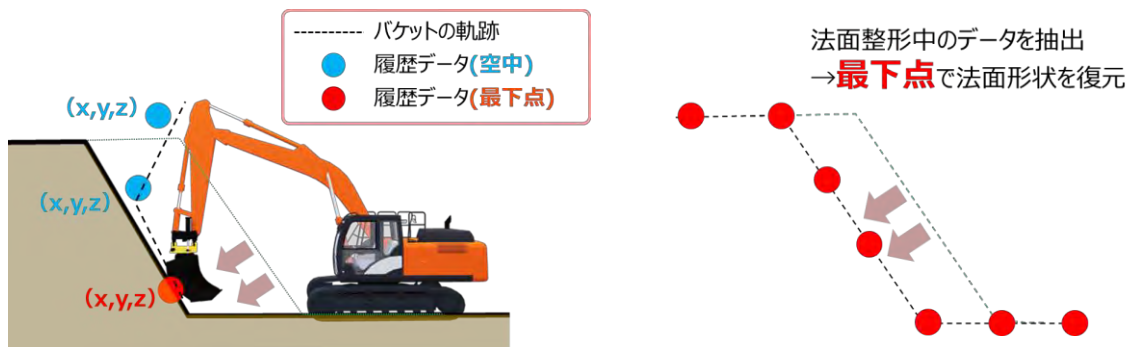 バケットの軌跡
履歴データ(空中)
履歴データ(最下点)
(x,y,z)
(x,y,z)
(x,y,z)
法面整形中のデータを抽出
→最下点で法面形状を復元